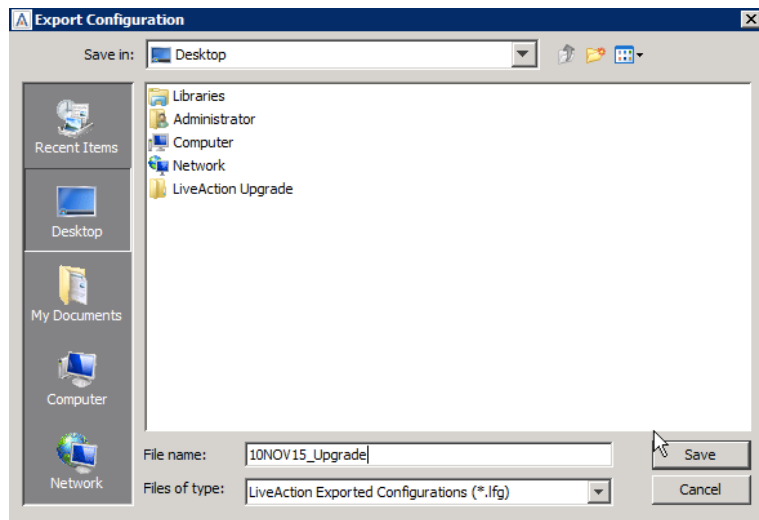 Export Configuration
Save in: Desktop
Libraries
Administrator
Computer
Network
LiveAction Upgrade
Recent Items
Desktop
My Documents
Computer
Network
File name: 10NOV15_Upgrade
Save
Files of type: LiveAction Exported Configurations (*.lfg)
Cancel